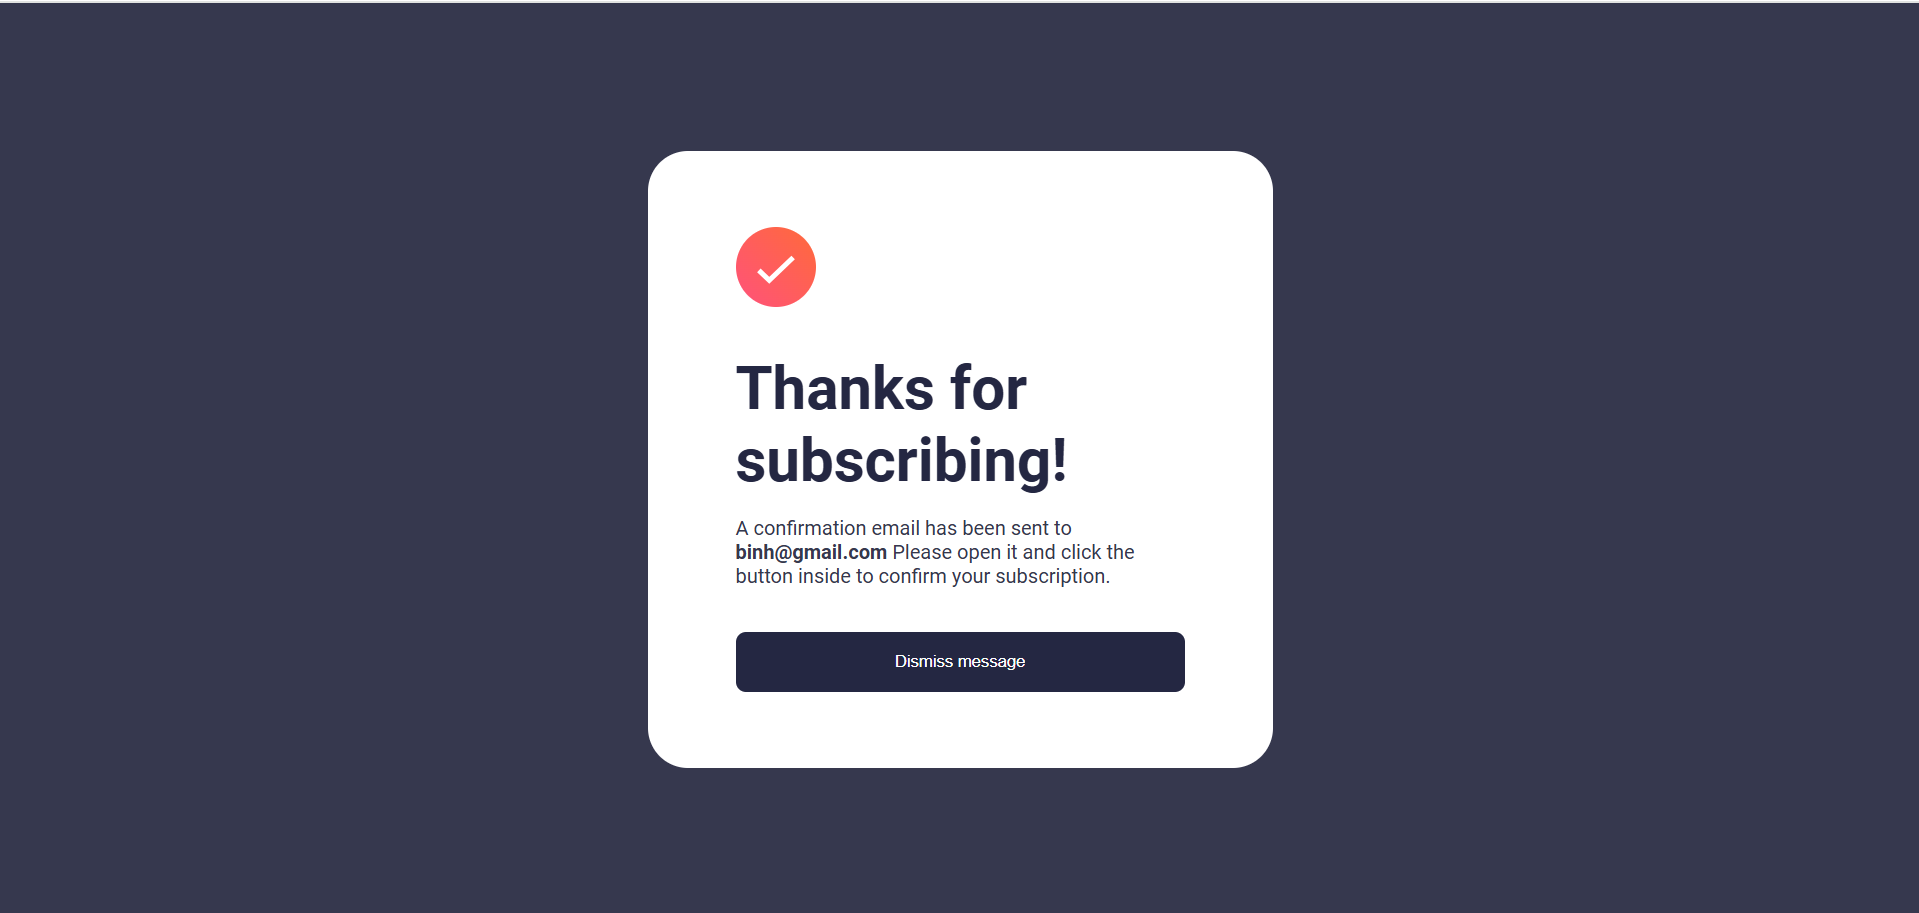 Thanks for
subscribing!
A confirmation email has been sent to
binh@gmail.com Please open it and click the
button inside to confirm your subscription.
Dismiss message